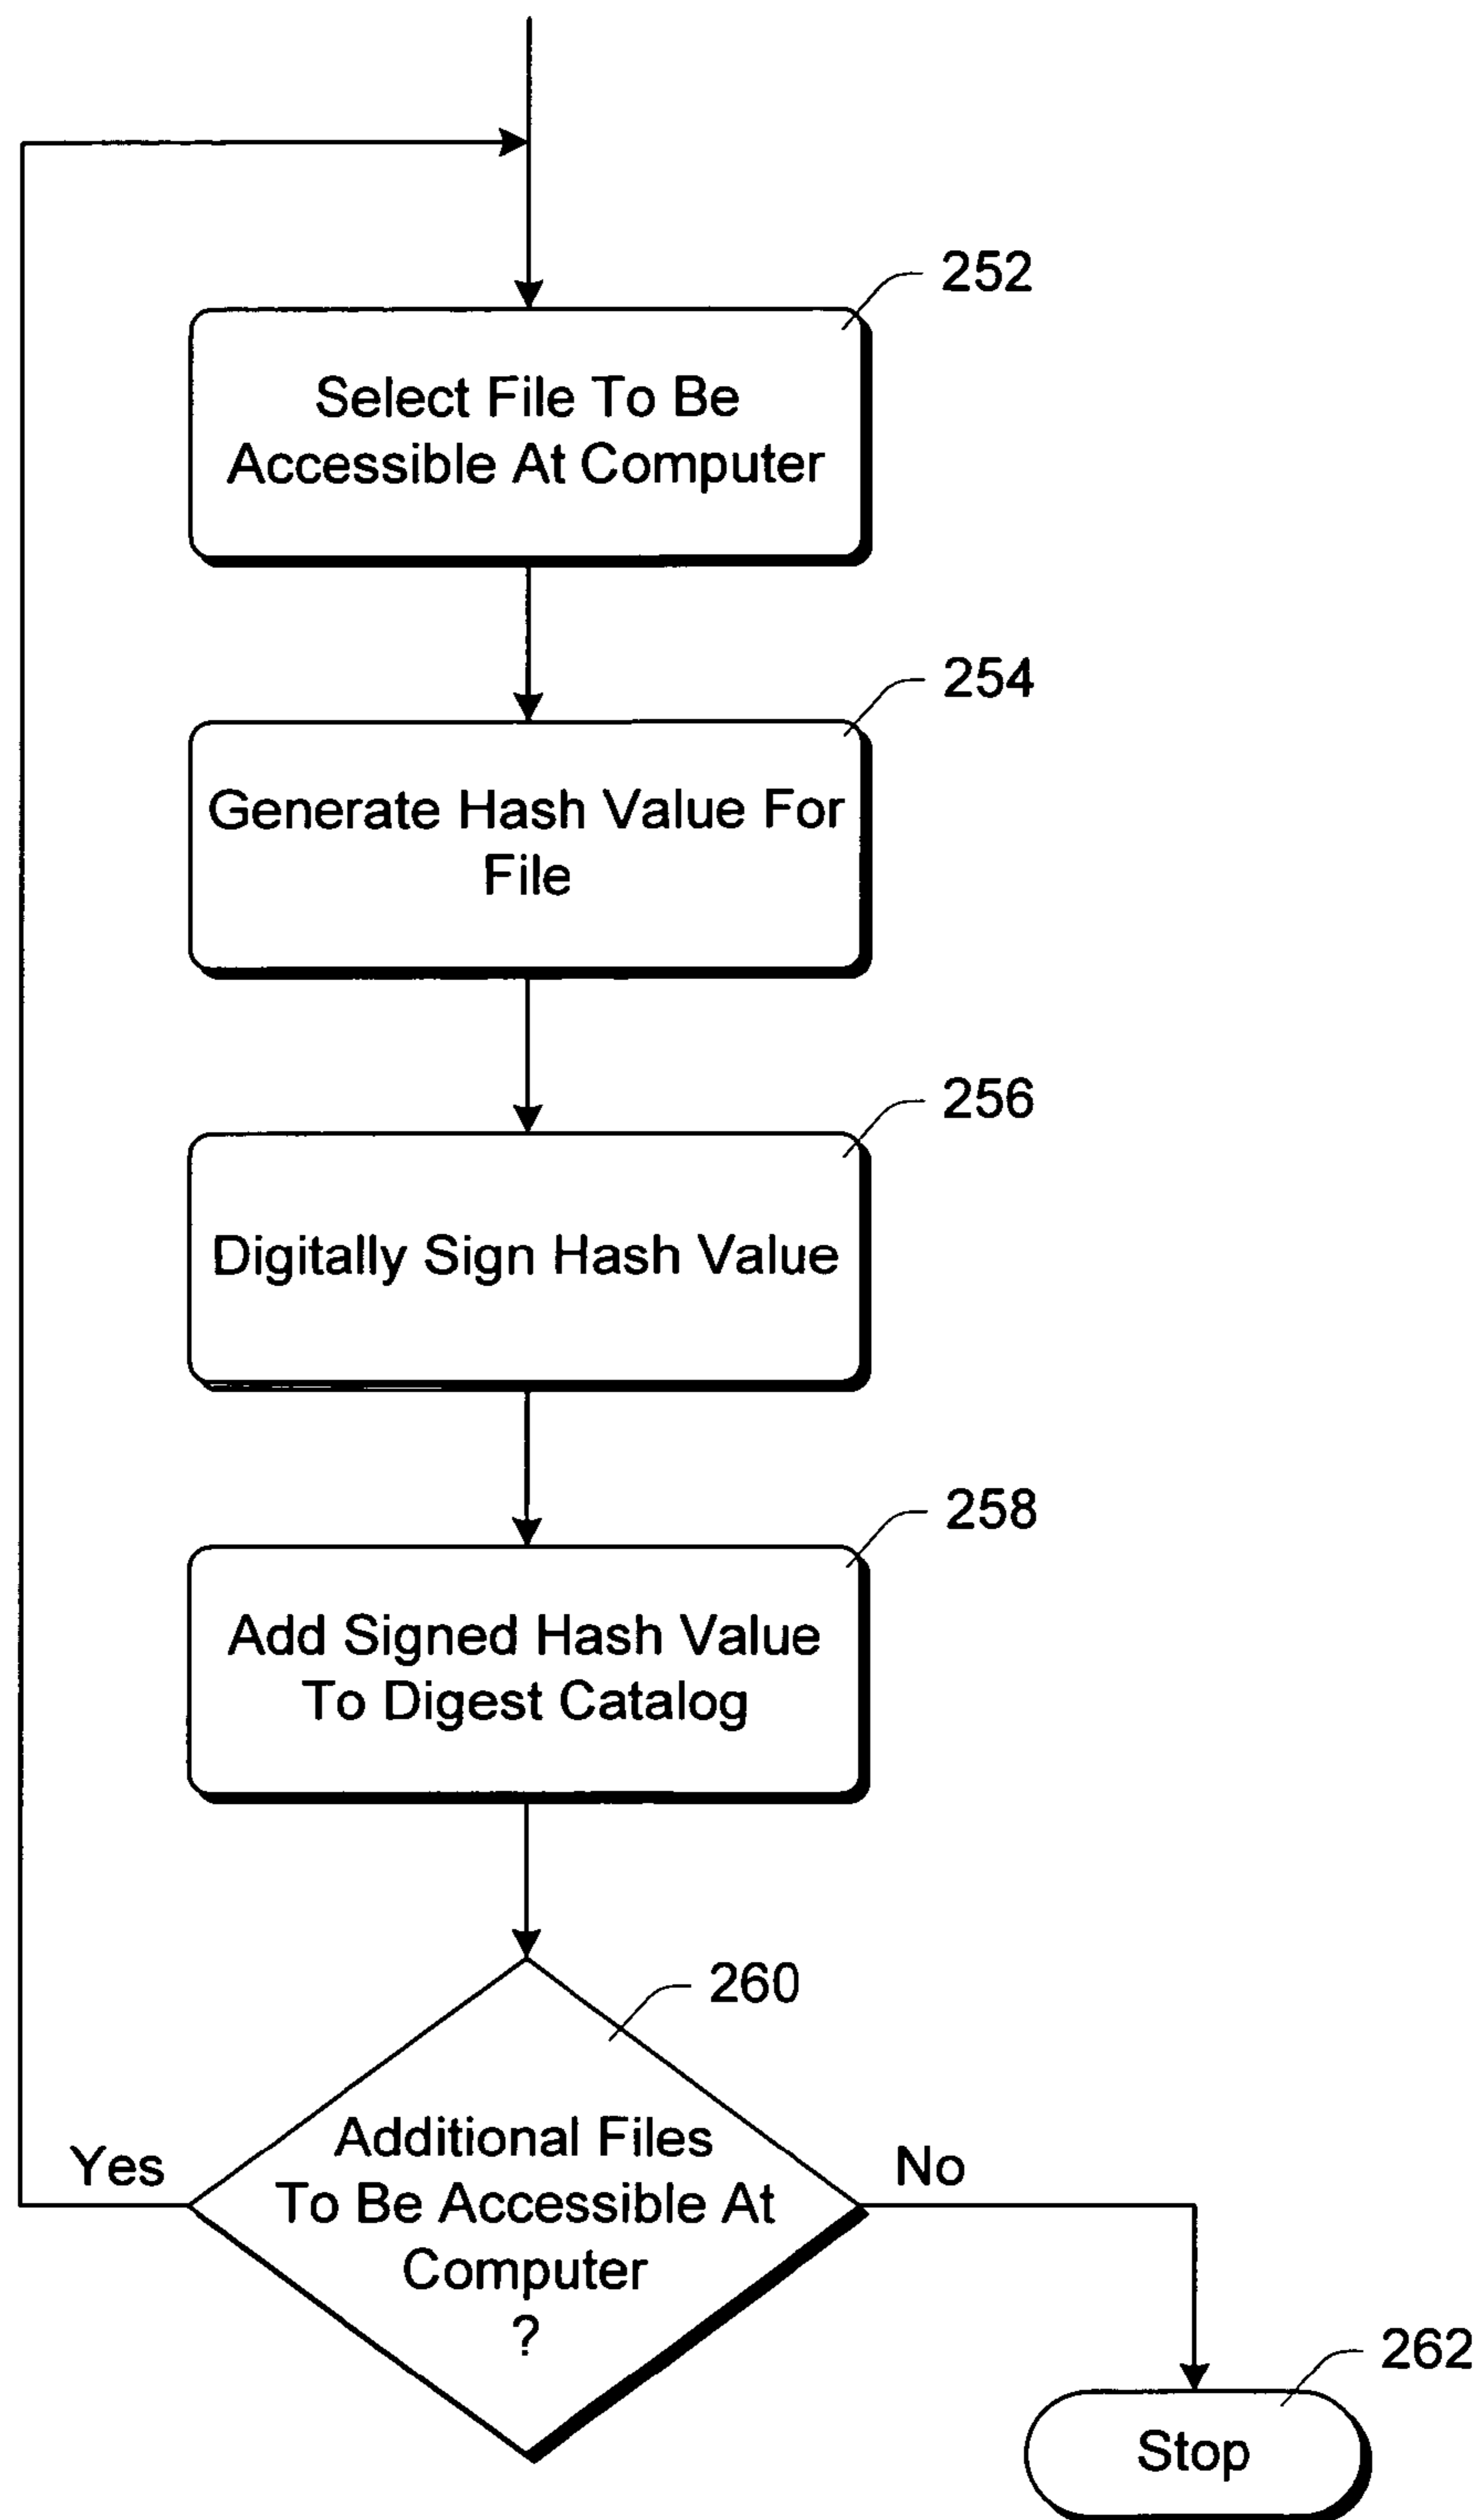 252
Select File To Be
Accessible At Computer
254
Generate Hash Value For
File
256
Digitally Sign Hash Value
258
Add Signed Hash Value
To Digest Catalog
260
Additional Files
To Be Accessible At
Computer
?
Yes
No
262
Stop